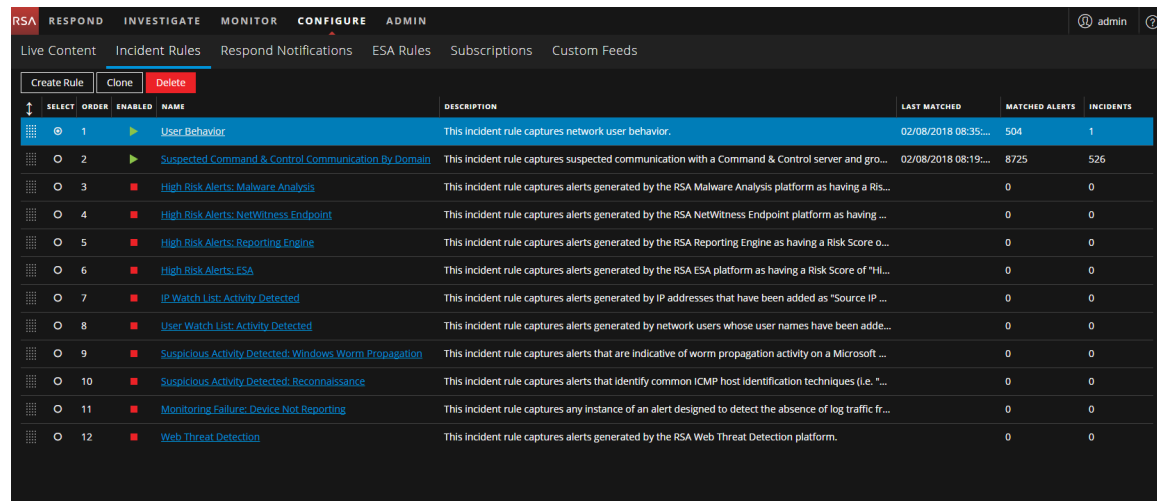 RSA RESPOND INVESTIGATE MONITOR CONFIGURE ADMIN admin ?
Live Content Incident Rules Respond Notifications ESA Rules Subscriptions Custom Feeds
Create Rule Clone Delete
SELECT ORDER ENABLED NAME DESCRIPTION LAST MATCHED MATCHED ALERTS INCIDENTS
1 User Behavior This incident rule captures network user behavior. 02/08/2018 08:35:... 504 1
2 Suspected Command & Control Communication By Domain This incident rule captures suspected communication with a Command & Control server and gro... 02/08/2018 08:19:... 8725 526
3 High Risk Alerts: Malware Analysis This incident rule captures alerts generated by the RSA Malware Analysis platform as having a Ris... 0 0
4 High Risk Alerts: NetWitness Endpoint This incident rule captures alerts generated by the RSA NetWitness Endpoint platform as having ... 0 0
5 High Risk Alerts: Reporting Engine This incident rule captures alerts generated by the RSA Reporting Engine as having a Risk Score o... 0 0
6 High Risk Alerts: ESA This incident rule captures alerts generated by the RSA ESA platform as having a Risk Score of "Hi... 0 0
7 IP Watch List: Activity Detected This incident rule captures alerts generated by IP addresses that have been added as "Source IP ... 0 0
8 User Watch List: Activity Detected This incident rule captures alerts generated by network users whose user names have been adde... 0 0
9 Suspicious Activity Detected: Windows Worm Propagation This incident rule captures alerts that are indicative of worm propagation activity on a Microsoft ... 0 0
10 Suspicious Activity Detected: Reconnaissance This incident rule captures alerts that identify common ICMP host identification techniques (i.e. "... 0 0
11 Monitoring Failure: Device Not Reporting This incident rule captures any instance of an alert designed to detect the absence of log traffic fr... 0 0
12 Web Threat Detection This incident rule captures alerts generated by the RSA Web Threat Detection platform. 0 0